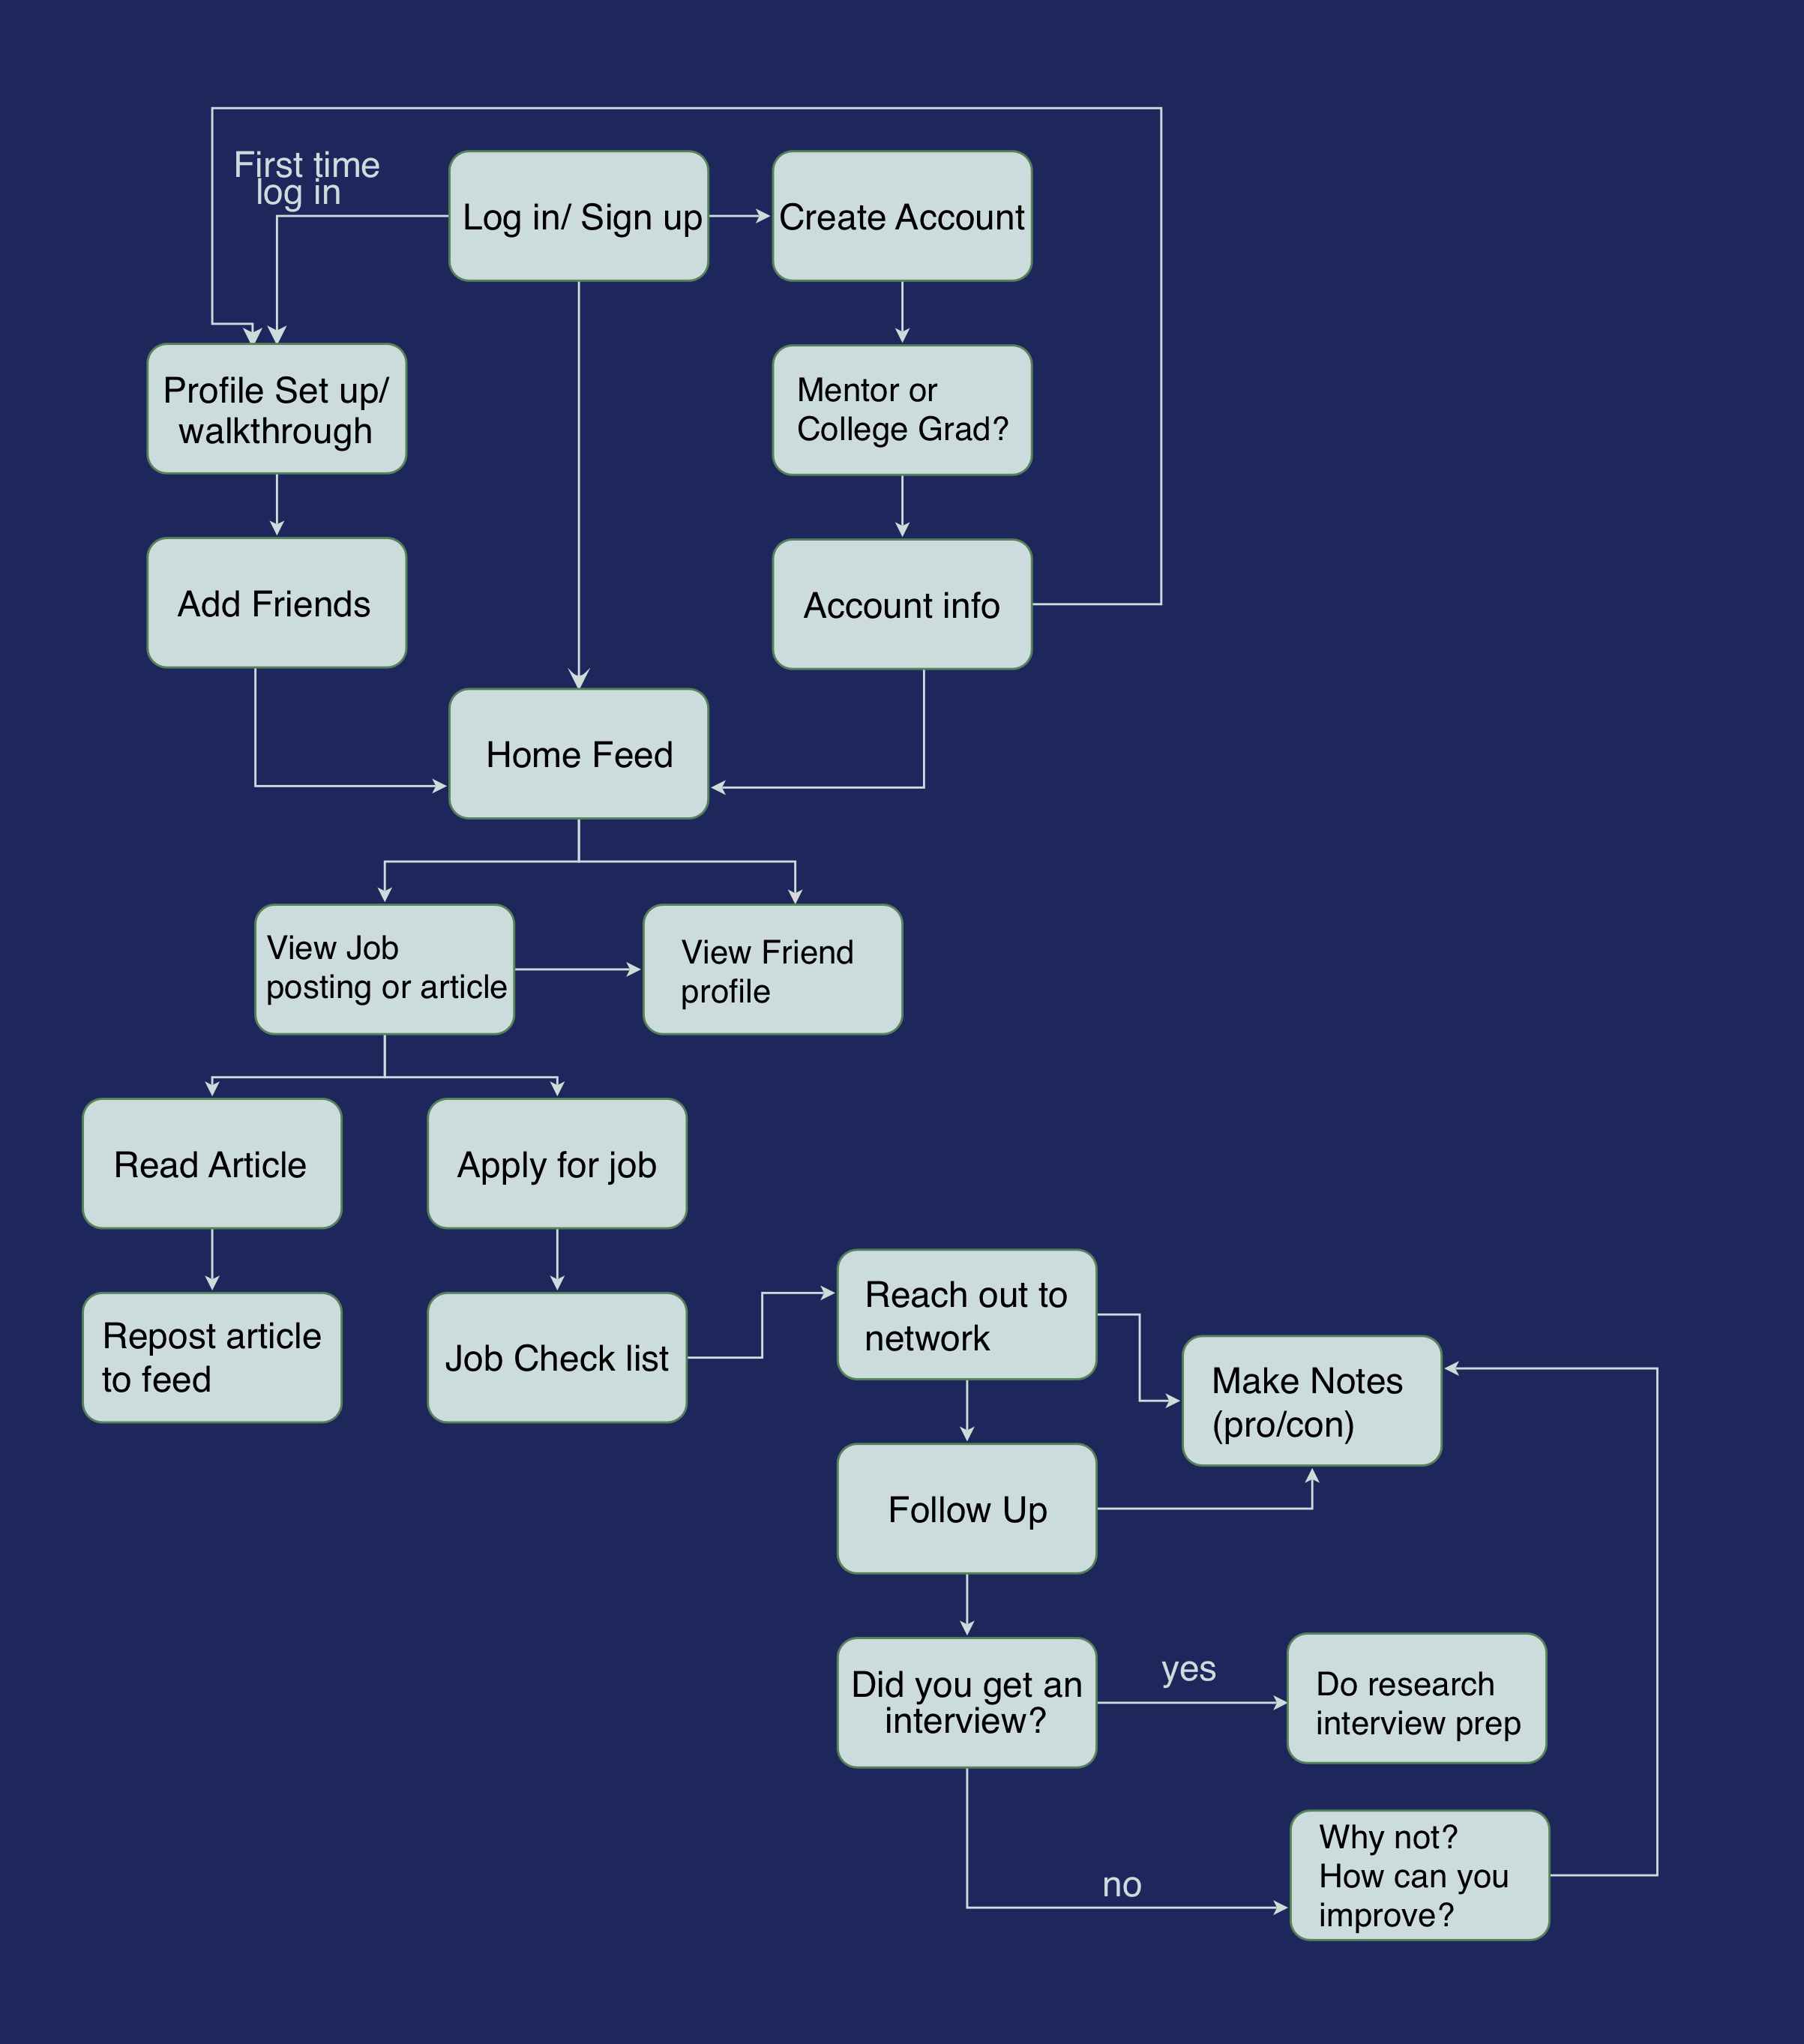 First time
log in
Log in/ Sign up
Create Account
Profile Set up/
walkthrough
Mentor or
College Grad?
Add Friends
Account info
Home Feed
View Job
posting or article
View Friend
profile
Read Article
Apply for job
Repost article
to feed
Job Check list
Reach out to
network
Make Notes
(pro/con)
Follow Up
Did you get an
interview?
yes
Do research
interview prep
no
Why not?
How can you
improve?